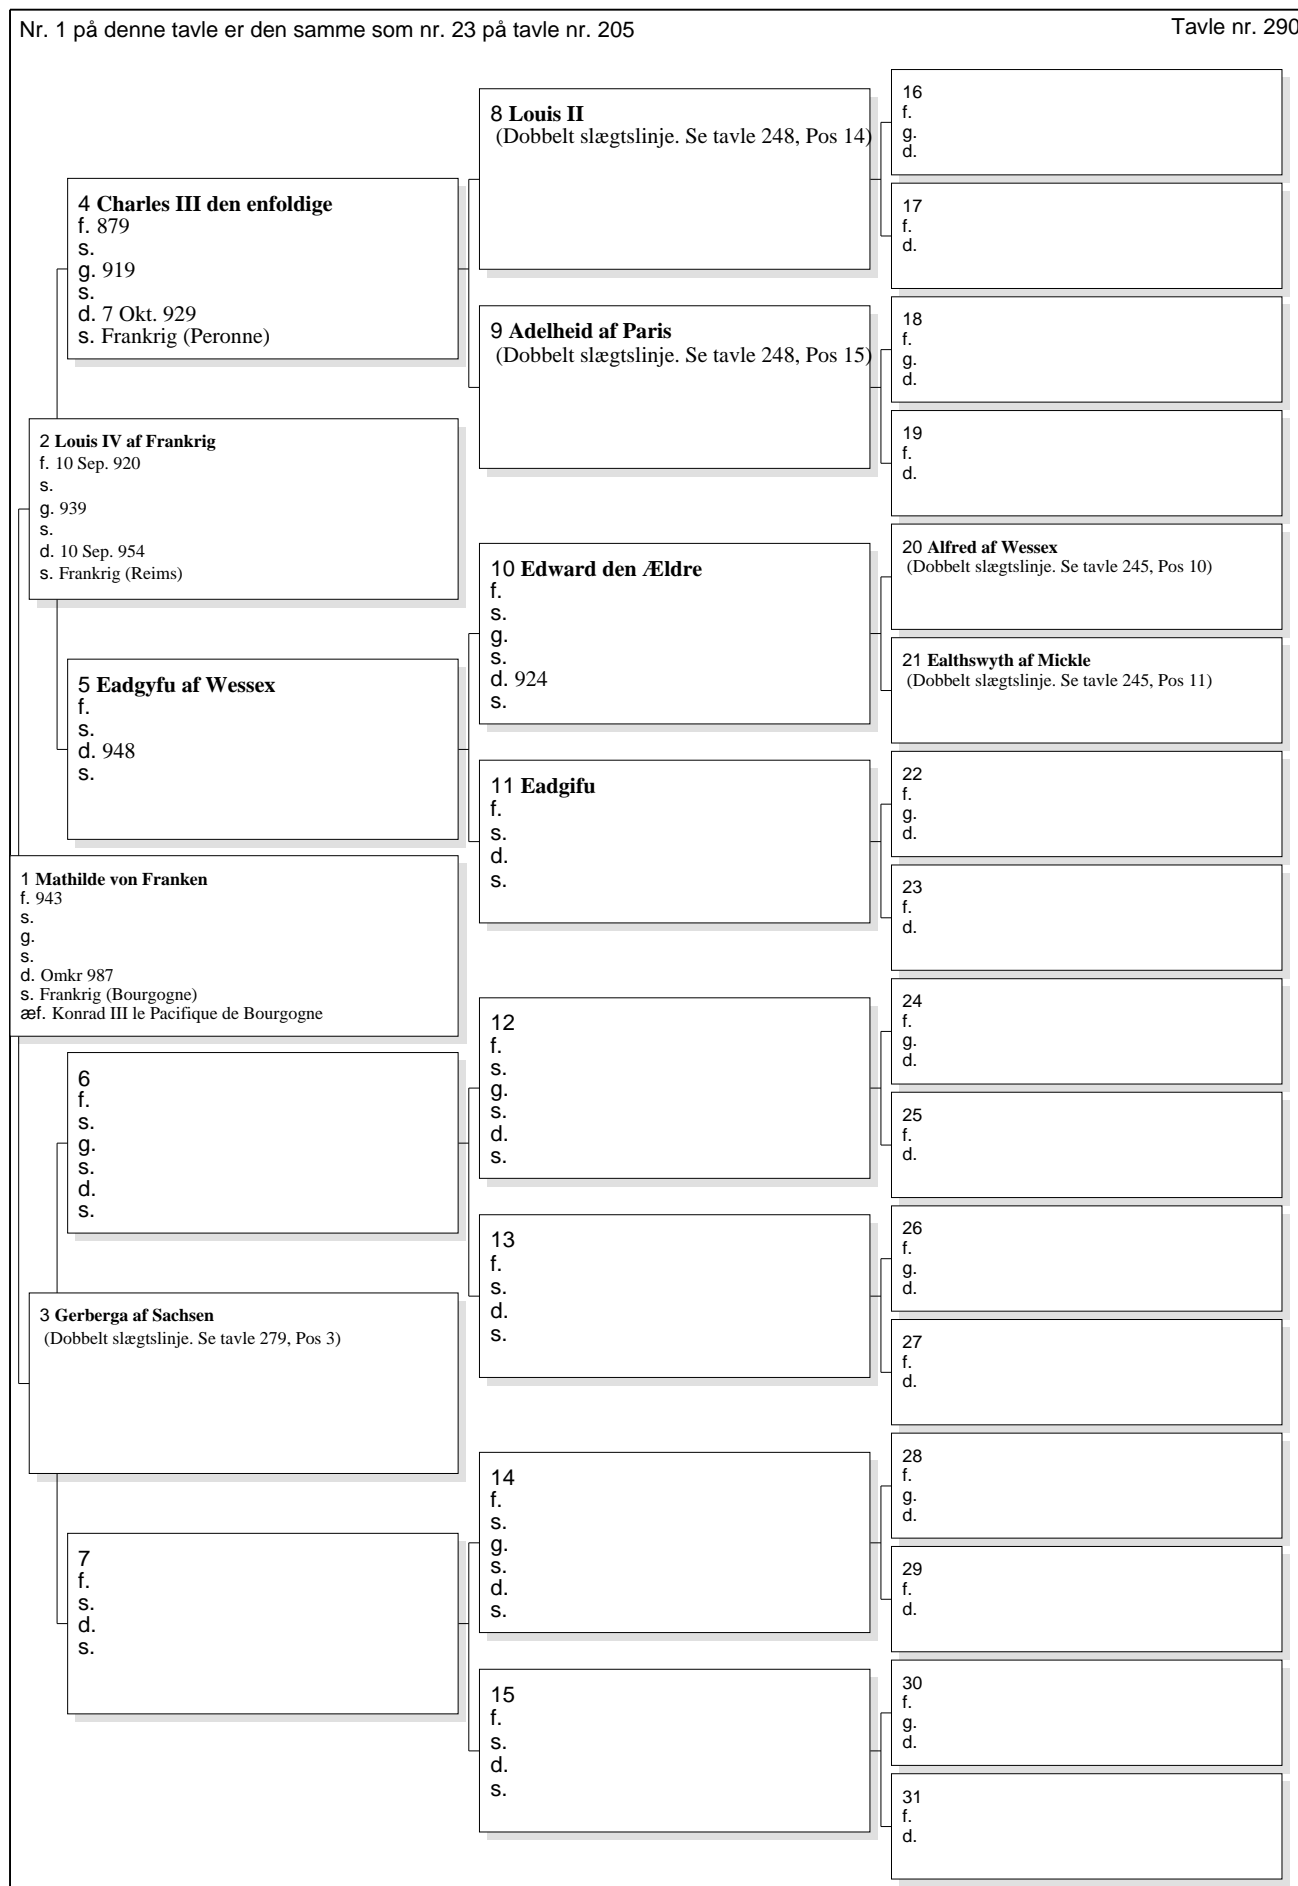 Nr. 1 på denne tavle er den samme som nr. 23 på tavle nr. 205
Tavle nr. 290
8 Louis II
(Dobbelt slægtslinje. Se tavle 248, Pos 14)
16
f.
g.
d.
17
f.
d.
4 Charles III den enfoldige
f. 879
s.
g. 919
s.
d. 7 Okt. 929
s. Frankrig (Peronne)
9 Adelheid af Paris
(Dobbelt slægtslinje. Se tavle 248, Pos 15)
18
f.
g.
d.
19
f.
d.
2 Louis IV af Frankrig
f. 10 Sep. 920
s.
g. 939
s.
d. 10 Sep. 954
s. Frankrig (Reims)
10 Edward den Ældre
f.
s.
g.
s.
d. 924
s.
20 Alfred af Wessex
(Dobbelt slægtslinje. Se tavle 245, Pos 10)
21 Ealthswyth af Mickle
(Dobbelt slægtslinje. Se tavle 245, Pos 11)
5 Eadgyfu af Wessex
f.
s.
d. 948
s.
11 Eadgifu
f.
s.
d.
s.
22
f.
g.
d.
23
f.
d.
1 Mathilde von Franken
f. 943
s.
g.
s.
d. Omkr 987
s. Frankrig (Bourgogne)
æf. Konrad III le Pacifique de Bourgogne
12
f.
s.
g.
s.
d.
s.
24
f.
g.
d.
25
f.
d.
6
f.
s.
g.
s.
d.
s.
13
f.
s.
d.
s.
26
f.
g.
d.
27
f.
d.
3 Gerberga af Sachsen
(Dobbelt slægtslinje. Se tavle 279, Pos 3)
14
f.
s.
g.
s.
d.
s.
28
f.
g.
d.
29
f.
d.
7
f.
s.
d.
s.
15
f.
s.
d.
s.
30
f.
g.
d.
31
f.
d.